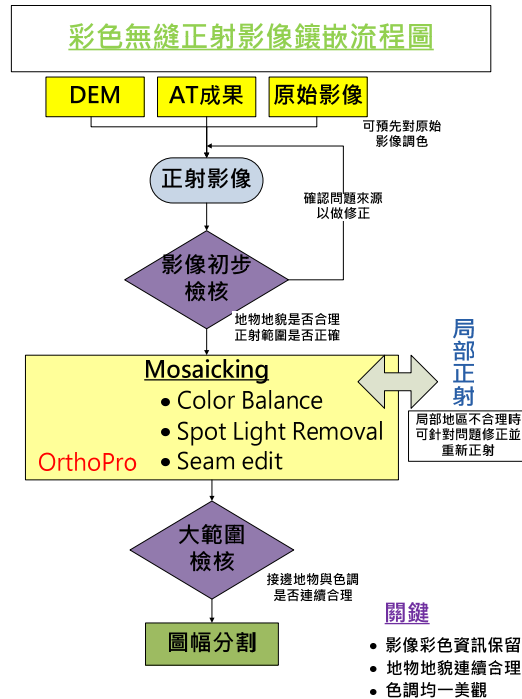 彩色無縫正射影像鑲嵌流程圖
DEM
AT成果
原始影像
可預先對原始
影像調色
正射影像
確認問題來源
以做修正
影像初步
檢核
地物地貌是否合理
正射範圍是否正確
Mosaicking
• Color Balance
• Spot Light Removal
• Seam edit
OrthoPro
局部正射
局部地區不合理時
可針對問題修正並
重新正射
大範圍
檢核
接邊地物與色調
是否連續合理
圖幅分割
關鍵
• 影像彩色資訊保留
• 地物地貌連續合理
• 色調均一美觀